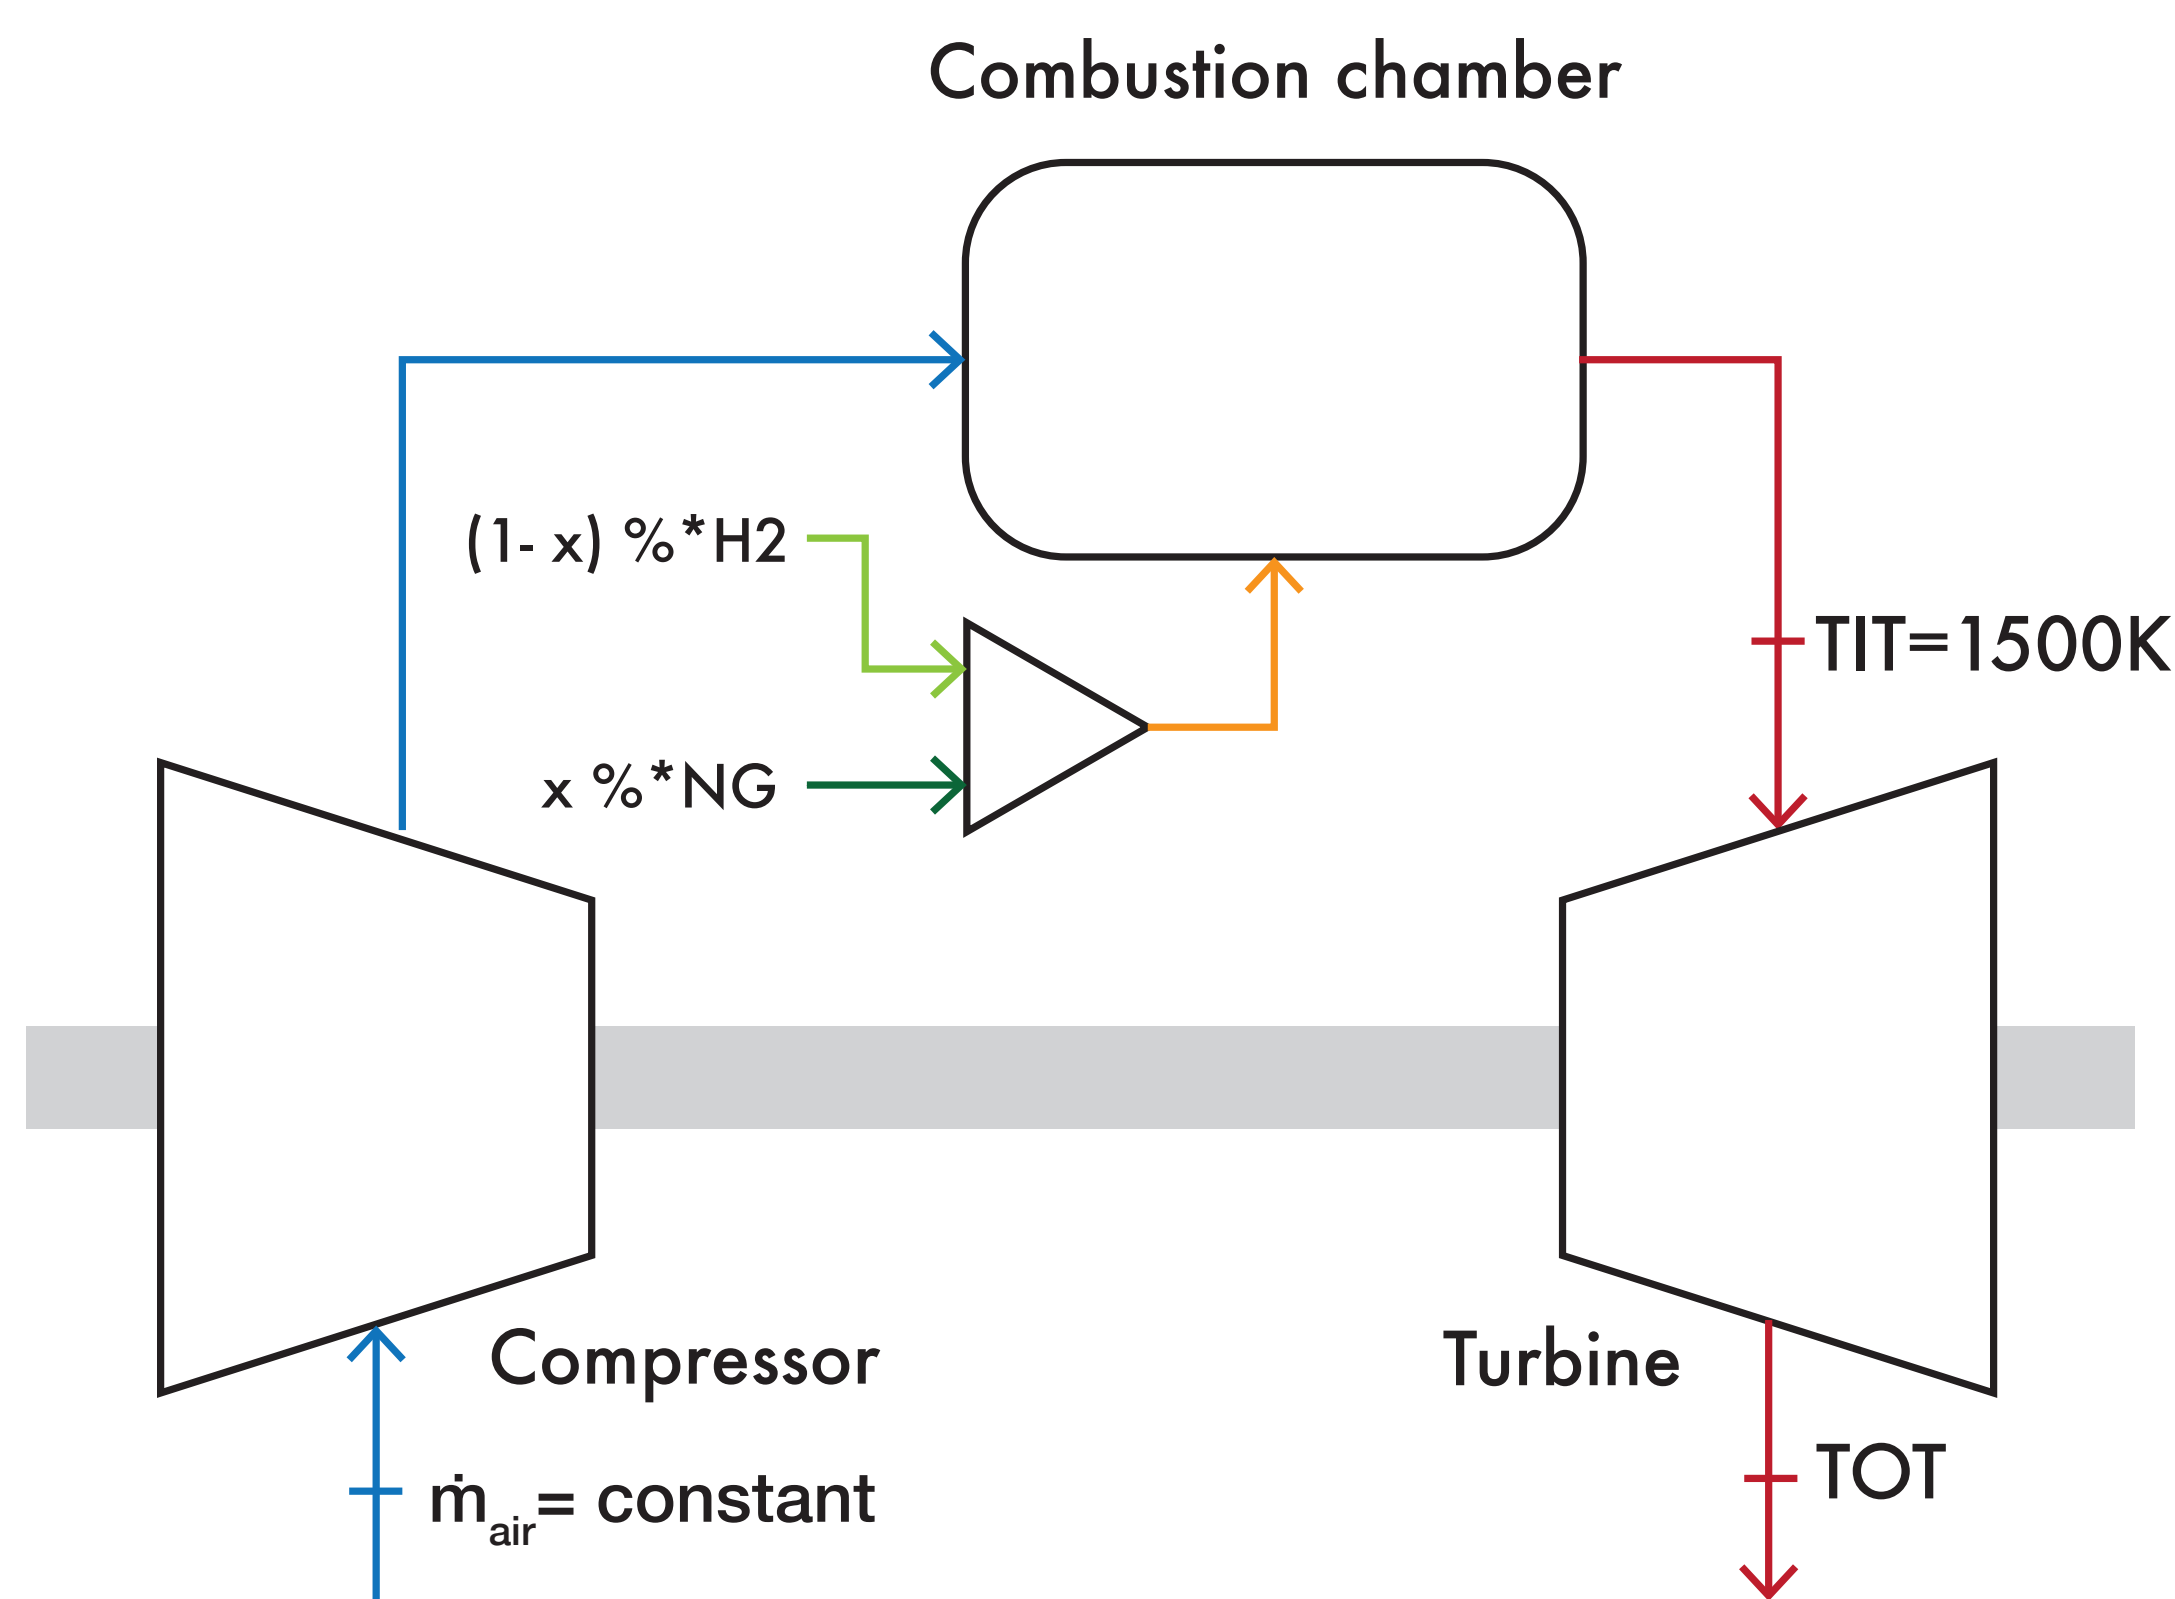 Combustion chamber
(1- x) %*H2
TIT=1500K
x %*NG
Compressor
Turbine
ṁair= constant
TOT